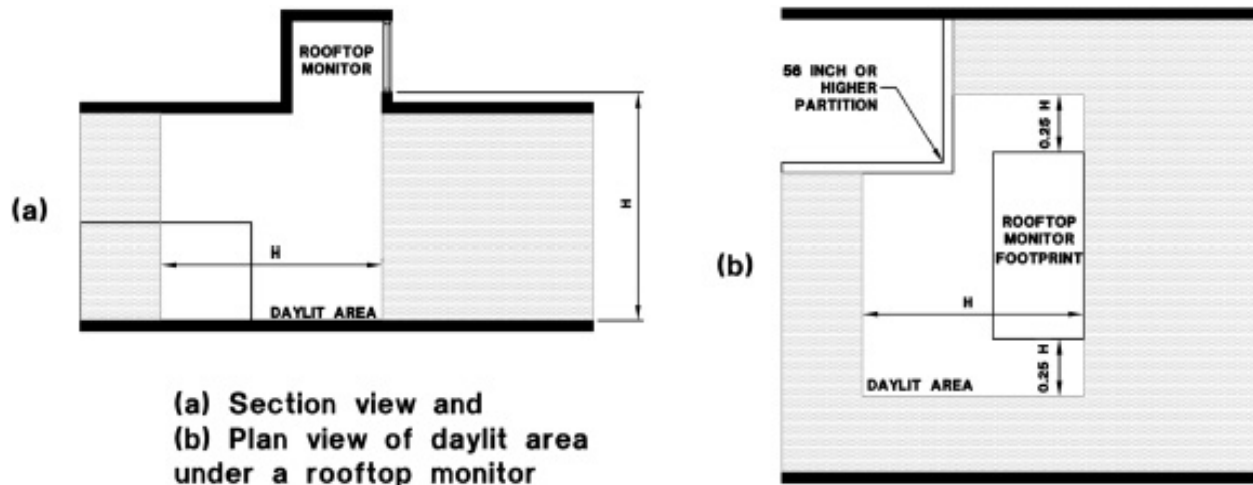 ROOFTOP
MONITOR
(a)
H
H
DAYLIT AREA
(a) Section view and
(b) Plan view of daylit area
under a rooftop monitor
56 INCH OR
HIGHER
PARTITION
0.25 H
ROOFTOP
MONITOR
FOOTPRINT
(b)
H
DAYLIT AREA
0.25 H